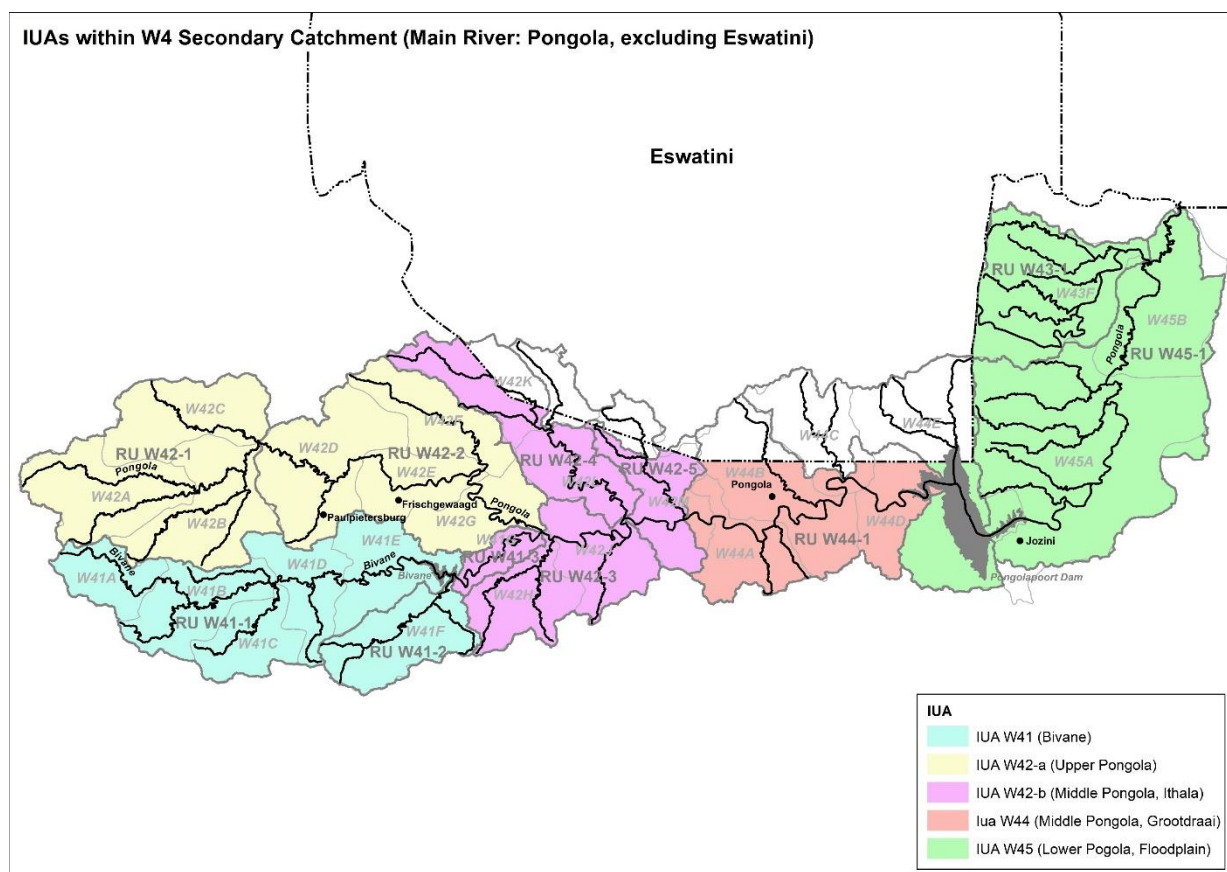 IUAs within W4 Secondary Catchment (Main River: Pongola, excluding Eswatini)
Eswatini
RU W43-1
W43F
W45B
Pongola
RU W45-1
W42K
W42C
W42F
W44E
W44C
RU W42-1
W42D
RU W42-2
RU W42-4
RU W42-5
W45A
Pongola
W42E
W44B
Pongola
W42A
Frischgewaagd
W42B
Paulpietersburg
W42G
Pongola
W44D
W41E
RU W44-1
Jozini
Bivane
W41D
Bivane
RU W41-3
W44A
W41A
Bivane
RU W42-3
Pongolapoort Dam
W41B
W42H
RU W41-1
W41F
W41C
RU W41-2
IUA
IUA W41 (Bivane)
IUA W42-a (Upper Pongola)
IUA W42-b (Middle Pongola, Ithala)
Iua W44 (Middle Pongola, Grootdraai)
IUA W45 (Lower Pogola, Floodplain)